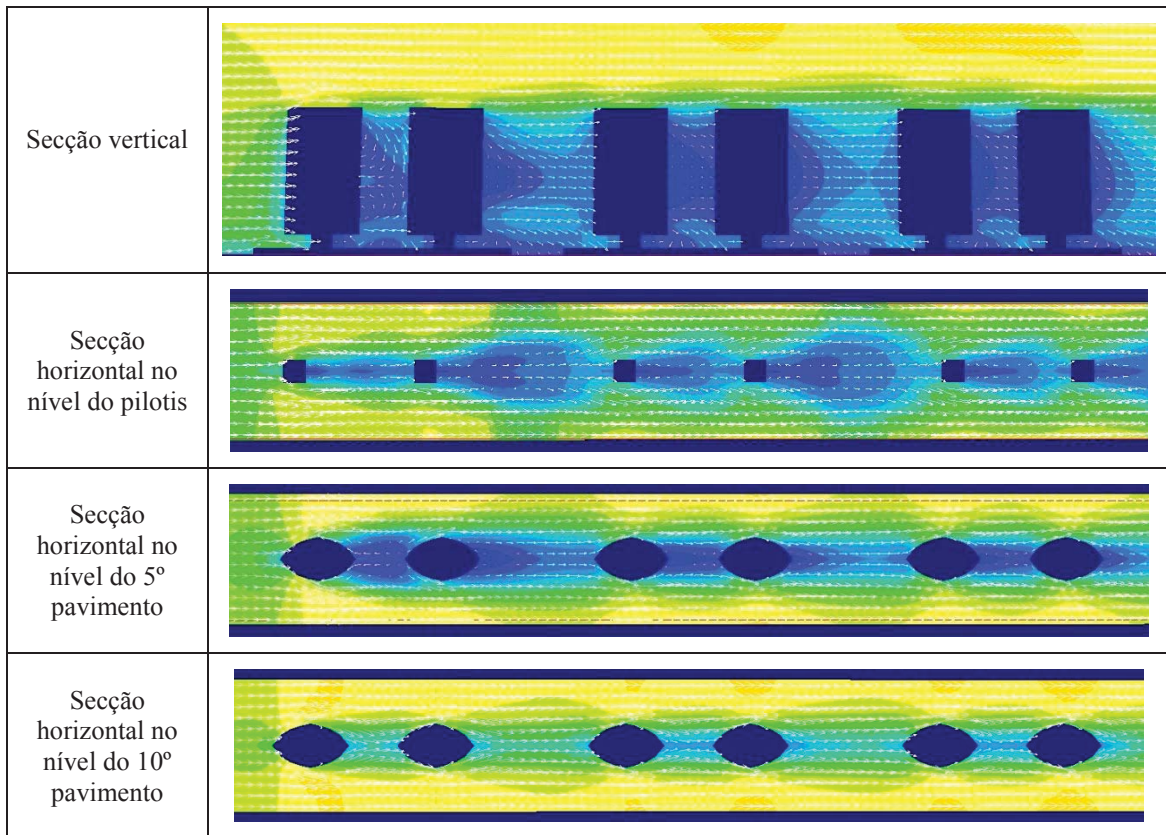 Secção vertical
Secção
horizontal no
nível do pilotis
Secção
horizontal no
nível do 5º
pavimento
Secção
horizontal no
nível do 10º
pavimento